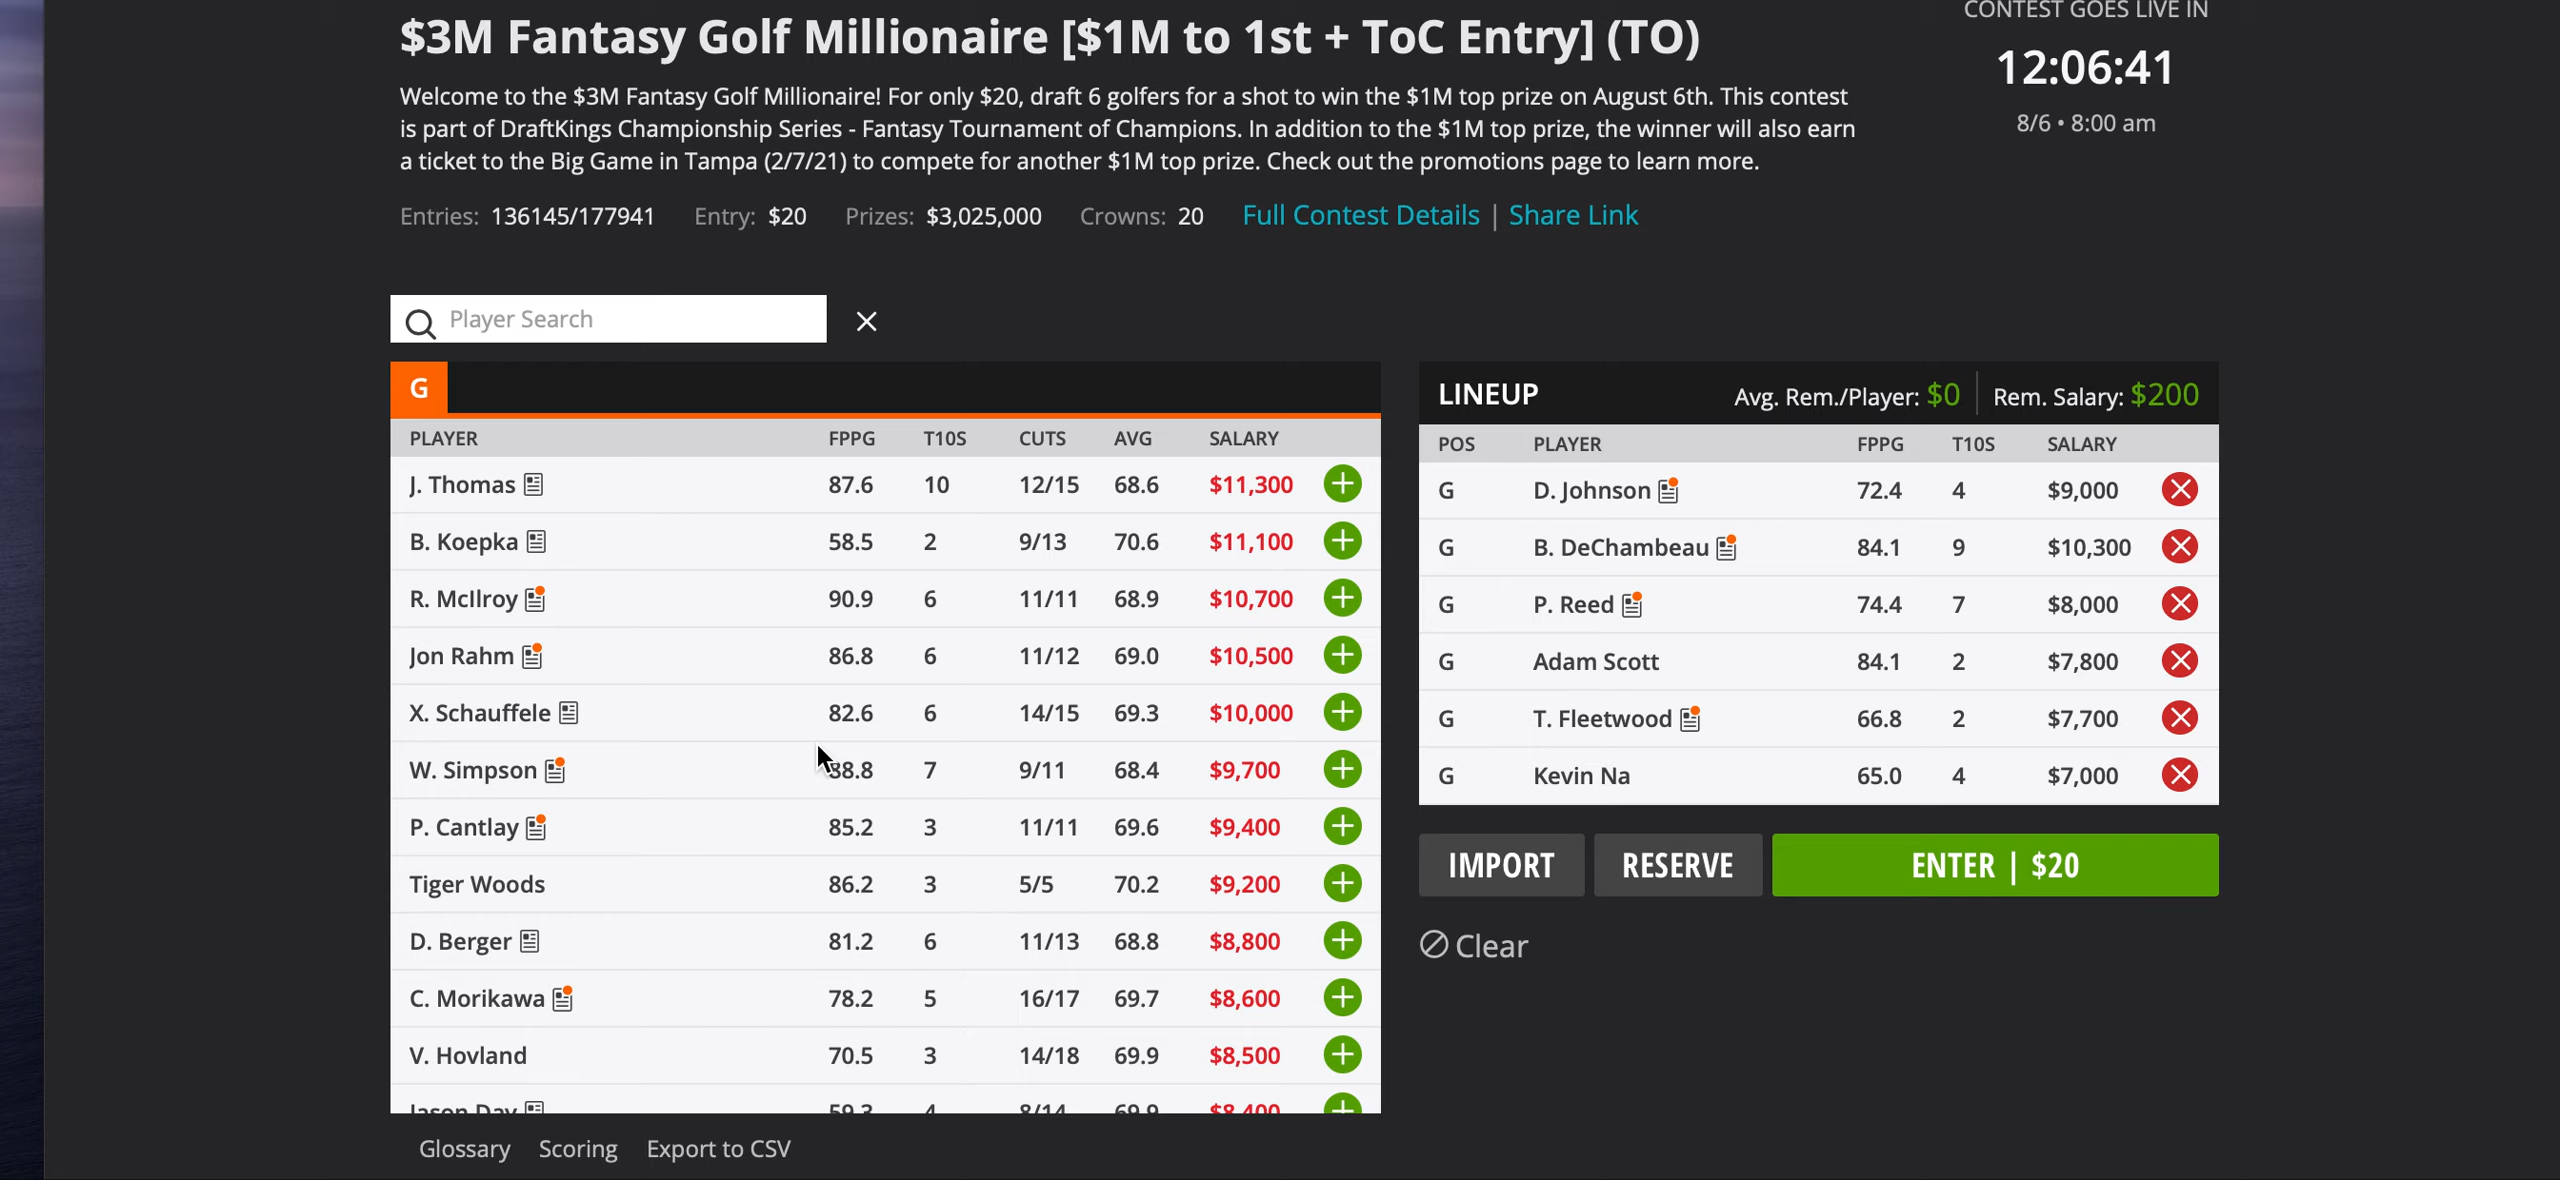 CONTEST GOES LIVE IN
$3M Fantasy Golf Millionaire [$1M to 1st + ToC Entry] (TO)
12:06:41
Welcome to the $3M Fantasy Golf Millionaire! For only $20, draft 6 golfers for a shot to win the $1M top prize on August 6th. This contest
is part of DraftKings Championship Series - Fantasy Tournament of Champions. In addition to the $1M top prize, the winner will also earn
a ticket to the Big Game in Tampa (2/7/21) to compete for another $1M top prize. Check out the promotions page to learn more.
8/6 • 8:00 am
Entries: 136145/177941 Entry: $20 Prizes: $3,025,000 Crowns: 20 Full Contest Details | Share Link
Player Search
G
PLAYER FPPG T10S CUTS AVG SALARY
J. Thomas 87.6 10 12/15 68.6 $11,300
B. Koepka 58.5 2 9/13 70.6 $11,100
R. McIlroy 90.9 6 11/11 68.9 $10,700
Jon Rahm 86.8 6 11/12 69.0 $10,500
X. Schauffele 82.6 6 14/15 69.3 $10,000
W. Simpson 88.8 7 9/11 68.4 $9,700
P. Cantlay 85.2 3 11/11 69.6 $9,400
Tiger Woods 86.2 3 5/5 70.2 $9,200
D. Berger 81.2 6 11/13 68.8 $8,800
C. Morikawa 78.2 5 16/17 69.7 $8,600
V. Hovland 70.5 3 14/18 69.9 $8,500
Jason Day 59.3 4 8/14 69.9 $8,400
Glossary Scoring Export to CSV
LINEUP Avg. Rem./Player: $0 Rem. Salary: $200
POS PLAYER FPPG T10S SALARY
G D. Johnson 72.4 4 $9,000
G B. DeChambeau 84.1 9 $10,300
G P. Reed 74.4 7 $8,000
G Adam Scott 84.1 2 $7,800
G T. Fleetwood 66.8 2 $7,700
G Kevin Na 65.0 4 $7,000
IMPORT RESERVE ENTER | $20
Clear